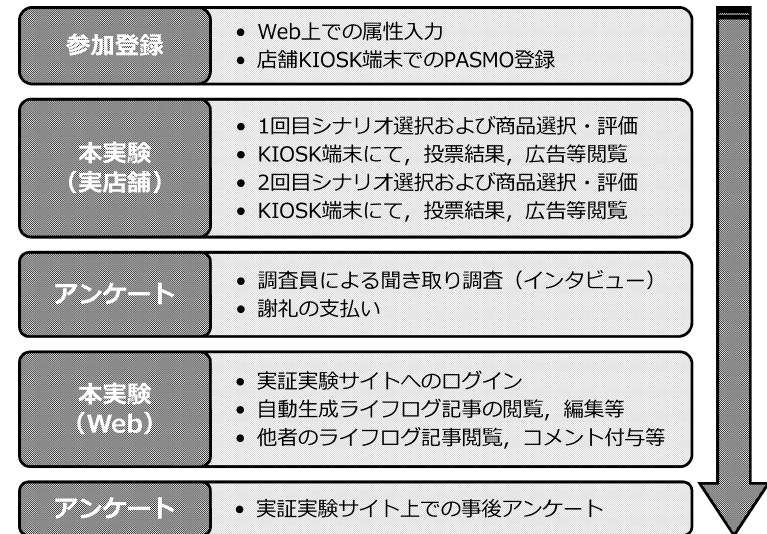 参加登録
• Web上での属性入力
• 店舗KIOSK端末でのPASMO登録
本実験
（実店舗）
• 1回目シナリオ選択および商品選択・評価
• KIOSK端末にて，投票結果，広告等閲覧
• 2回目シナリオ選択および商品選択・評価
• KIOSK端末にて，投票結果，広告等閲覧
アンケート
• 調査員による聞き取り調査（インタビュー）
• 謝礼の支払い
本実験
（Web）
• 実証実験サイトへのログイン
• 自動生成ライフログ記事の閲覧，編集等
• 他者のライフログ記事閲覧，コメント付与等
アンケート
• 実証実験サイト上での事後アンケート